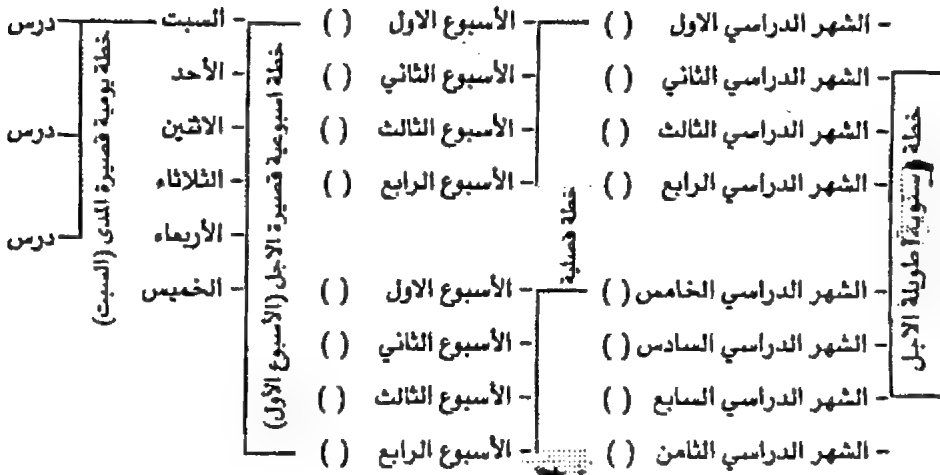 - الشهر الدراسي الاول ( ) - الأسبوع الاول ( ) - السبت درس
- الشهر الدراسي الثاني ( ) - الأسبوع الثاني ( ) - الأحد
- الشهر الدراسي الثالث ( ) - الأسبوع الثالث ( ) - الاثنين درس
- الشهر الدراسي الرابع ( ) - الأسبوع الرابع ( ) - الثلاثاء
- الأربعاء درس
- الشهر الدراسي الخامس ( ) - الأسبوع الاول ( ) - الخميس
- الشهر الدراسي السادس ( ) - الأسبوع الثاني ( )
- الشهر الدراسي السابع ( ) - الأسبوع الثالث ( )
- الشهر الدراسي الثامن ( ) - الأسبوع الرابع ( )
خطة سنوية طويلة الاجل
خطة فصلية
خطة اسبوعية قصيرة الاجل (الأسبوع الأول)
خطة يومية قصيرة المدى (السبت)